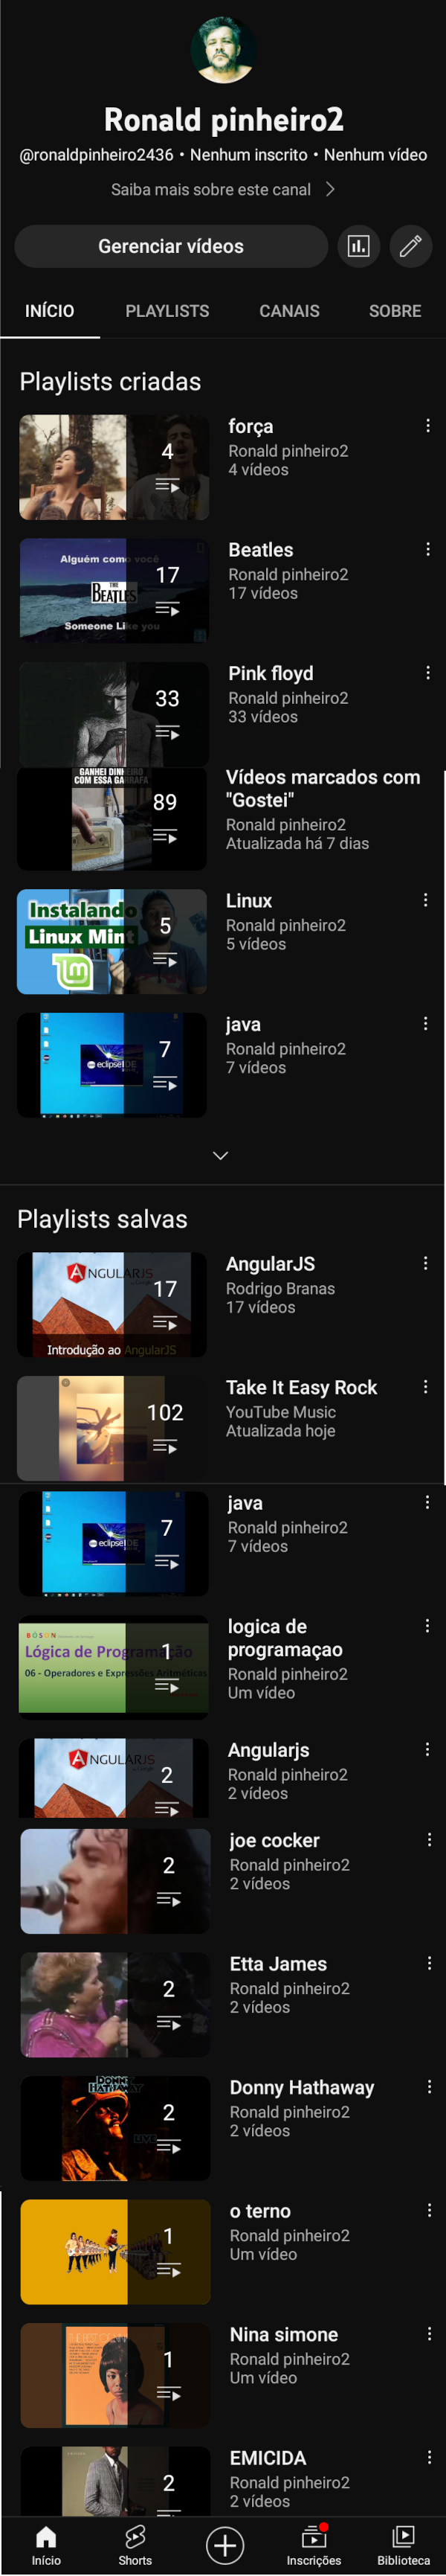 Ronald pinheiro2
@ronaldpinheiro2436 • Nenhum inscrito • Nenhum vídeo
Saiba mais sobre este canal
Gerenciar vídeos
INÍCIO PLAYLISTS CANAIS SOBRE
Playlists criadas
força
4
Ronald pinheiro2
4 vídeos
Alguém como você
THE BEATLES
Someone Like you
17
Beatles
Ronald pinheiro2
17 vídeos
33
Pink floyd
Ronald pinheiro2
33 vídeos
GANHEI DINHEIRO
COM ESSA GARRAFA
89
Vídeos marcados com
"Gostei"
Ronald pinheiro2
Atualizada há 7 dias
Instalando
Linux Mint
5
Linux
Ronald pinheiro2
5 vídeos
eclipse IDE
7
java
Ronald pinheiro2
7 vídeos
Playlists salvas
ANGULARJS
Introdução ao AngularJS
17
AngularJS
Rodrigo Branas
17 vídeos
102
Take It Easy Rock
YouTube Music
Atualizada hoje
eclipse IDE
7
java
Ronald pinheiro2
7 vídeos
BÓSON
Lógica de Programação
06 - Operadores e Expressões Aritméticas
1
logica de
programaçao
Ronald pinheiro2
Um vídeo
ANGULARJS
2
Angularjs
Ronald pinheiro2
2 vídeos
2
joe cocker
Ronald pinheiro2
2 vídeos
2
Etta James
Ronald pinheiro2
2 vídeos
DONNY
HATHAWAY
LIVE
2
Donny Hathaway
Ronald pinheiro2
2 vídeos
1
o terno
Ronald pinheiro2
Um vídeo
1
Nina simone
Ronald pinheiro2
Um vídeo
2
EMICIDA
Ronald pinheiro2
2 vídeos
Início Shorts Inscrições Biblioteca